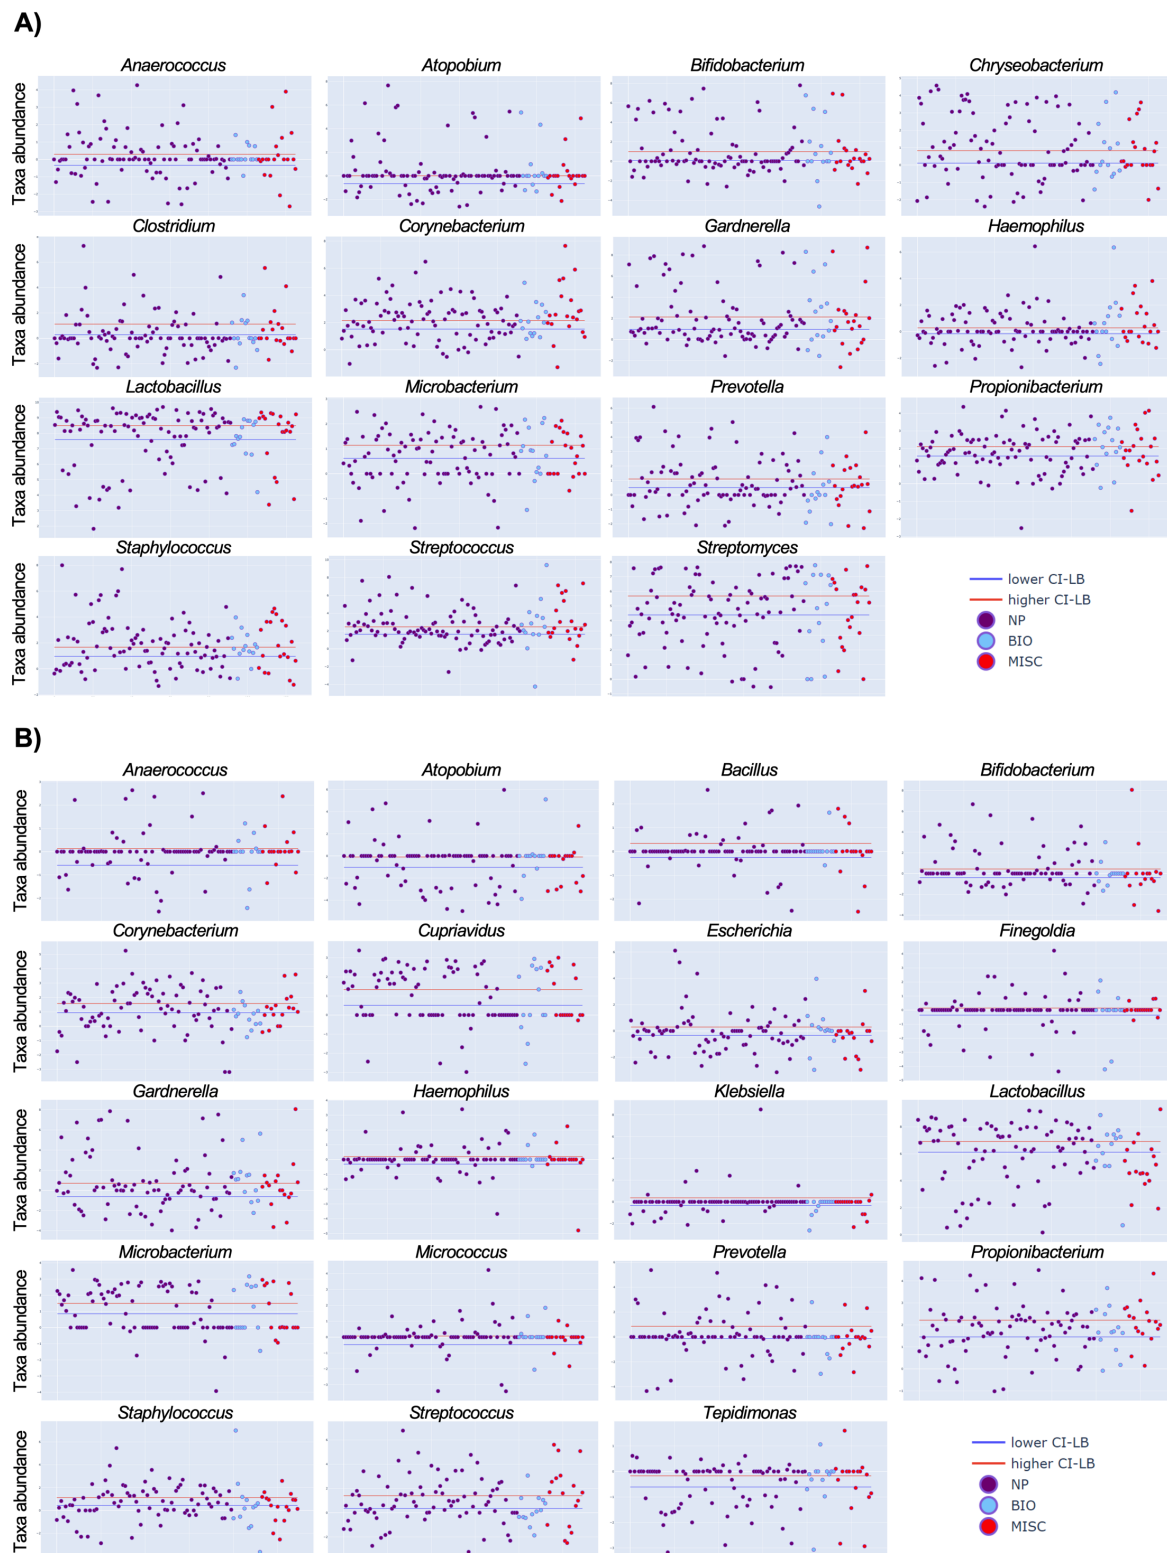 A)
Anaerococcus Atopobium Bifidobacterium Chryseobacterium
Taxa abundance
Clostridium Corynebacterium Gardnerella Haemophilus
Taxa abundance
Lactobacillus Microbacterium Prevotella Propionibacterium
Taxa abundance
Staphylococcus Streptococcus Streptomyces
Taxa abundance
lower CI-LB
higher CI-LB
NP
BIO
MISC
B)
Anaerococcus Atopobium Bacillus Bifidobacterium
Taxa abundance
Corynebacterium Cupriavidus Escherichia Finegoldia
Taxa abundance
Gardnerella Haemophilus Klebsiella Lactobacillus
Taxa abundance
Microbacterium Micrococcus Prevotella Propionibacterium
Taxa abundance
Staphylococcus Streptococcus Tepidimonas
Taxa abundance
lower CI-LB
higher CI-LB
NP
BIO
MISC